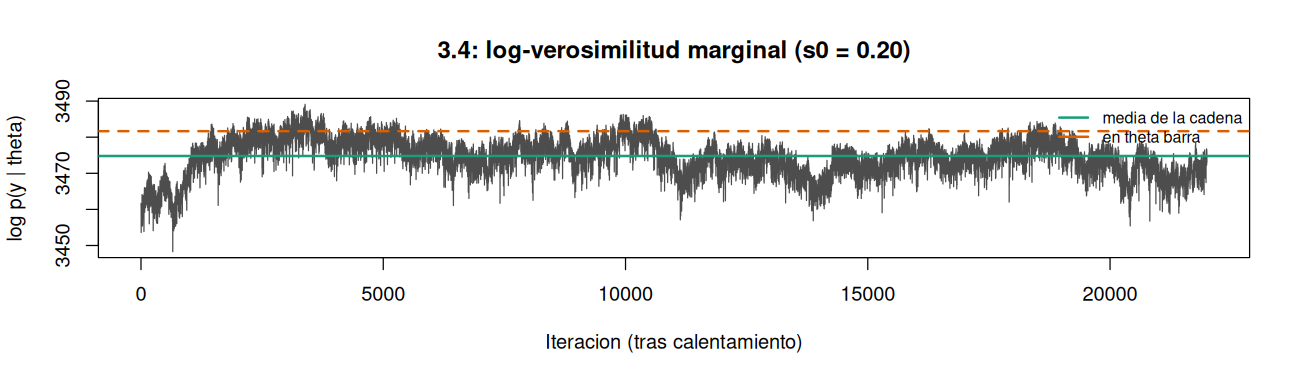 3.4: log-verosimilitud marginal (s0 = 0.20)
log p(y | theta)
3490
3470
3450
media de la cadena
en theta barra
0 5000 10000 15000 20000
Iteracion (tras calentamiento)